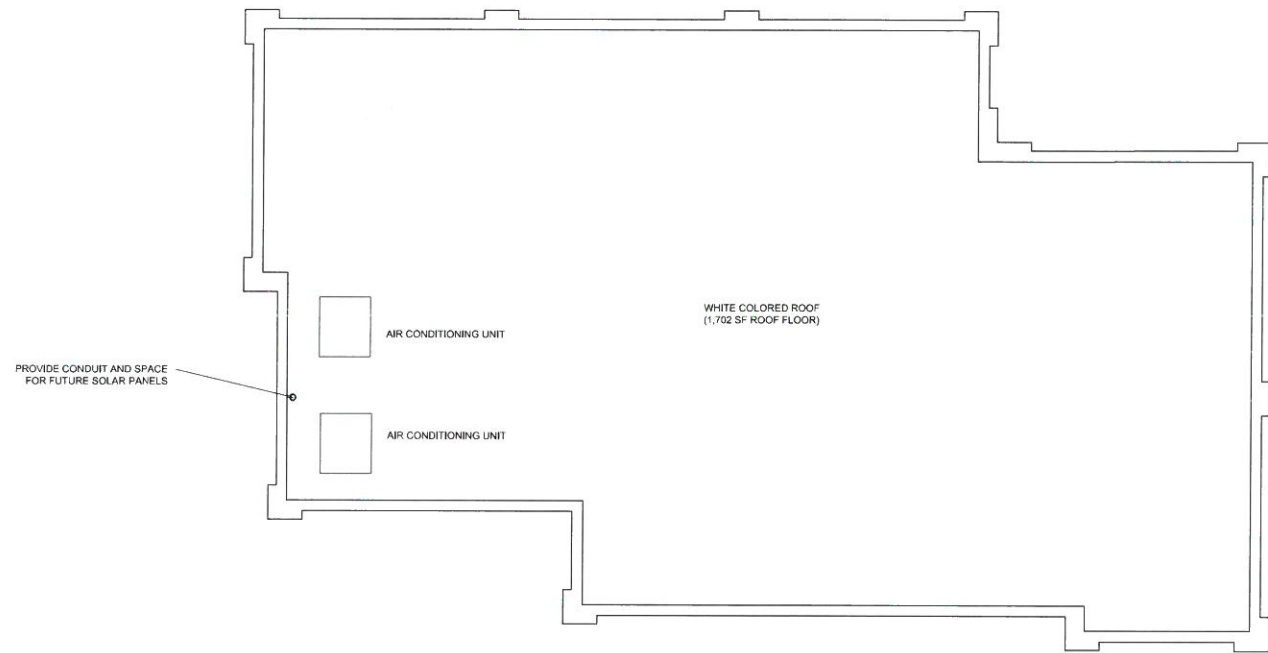 WHITE COLORED ROOF
(1,702 SF ROOF FLOOR)
AIR CONDITIONING UNIT
PROVIDE CONDUIT AND SPACE
FOR FUTURE SOLAR PANELS
AIR CONDITIONING UNIT